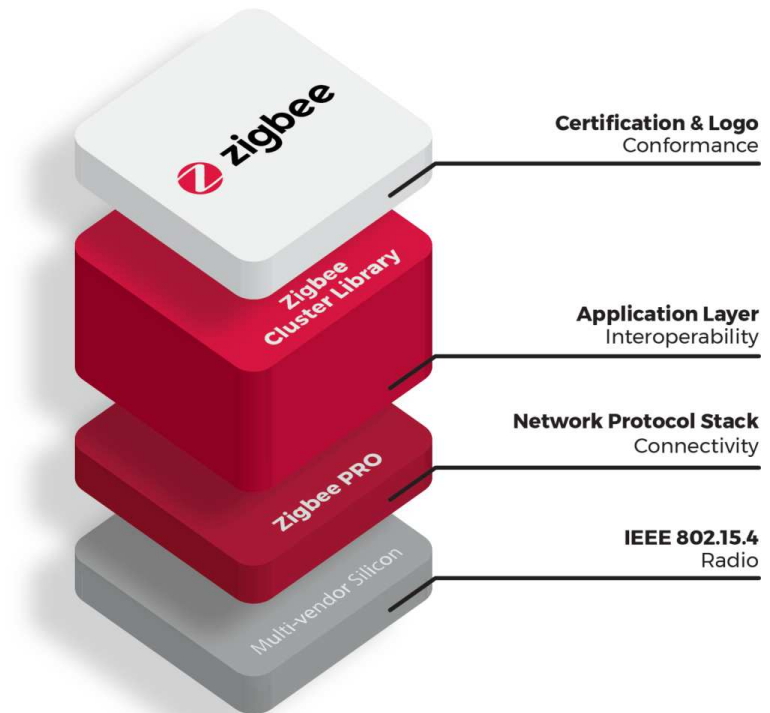 zigbee
Certification & Logo
Conformance
Zigbee
Cluster Library
Application Layer
Interoperability
Zigbee PRO
Network Protocol Stack
Connectivity
Multi-vendor Silicon
IEEE 802.15.4
Radio